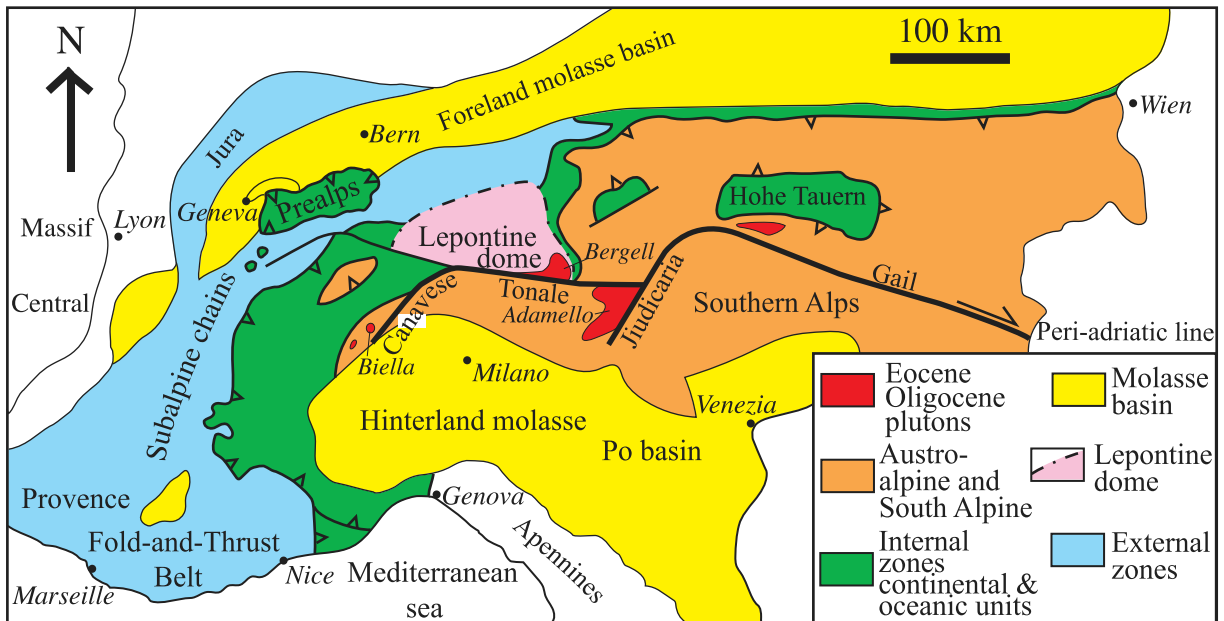 N
100 km
Foreland molasse basin
Wien
Bern
Jura
Prealps
Geneva
Hohe Tauern
Massif
Lyon
Lepontine
dome
Bergell
Central
Subalpine chains
Canavese
Tonale
Adamello
Jiudicaria
Southern Alps
Gail
Peri-adriatic line
Biella
Milano
Hinterland molasse
Po basin
Venezia
Provence
Fold-and-Thrust
Belt
Genova
Apennines
Nice
Marseille
Mediterranean
sea
Eocene
Oligocene
plutons
Molasse
basin
Austro-
alpine and
South Alpine
Lepontine
dome
Internal
zones
continental &
oceanic units
External
zones